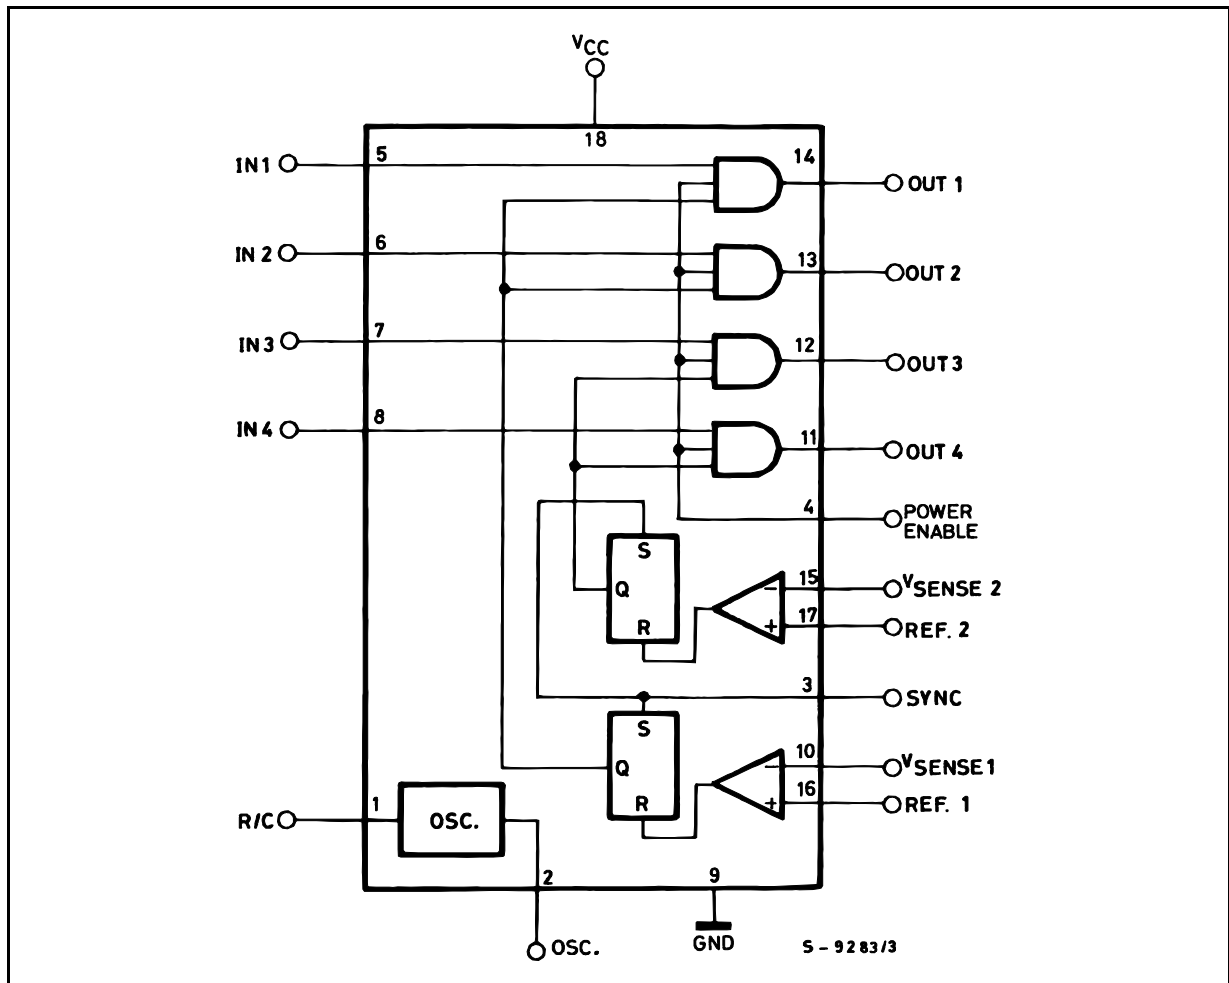 VCC
18
IN1
5
14
OUT 1
IN 2
6
13
OUT 2
IN 3
7
12
OUT 3
IN 4
8
11
OUT 4
4
POWER
ENABLE
S
Q
R
−
15
VSENSE 2
+
17
REF. 2
3
SYNC
S
Q
R
−
10
VSENSE1
+
16
REF. 1
R/C
1
OSC.
2
OSC.
9
GND
S - 9283/3